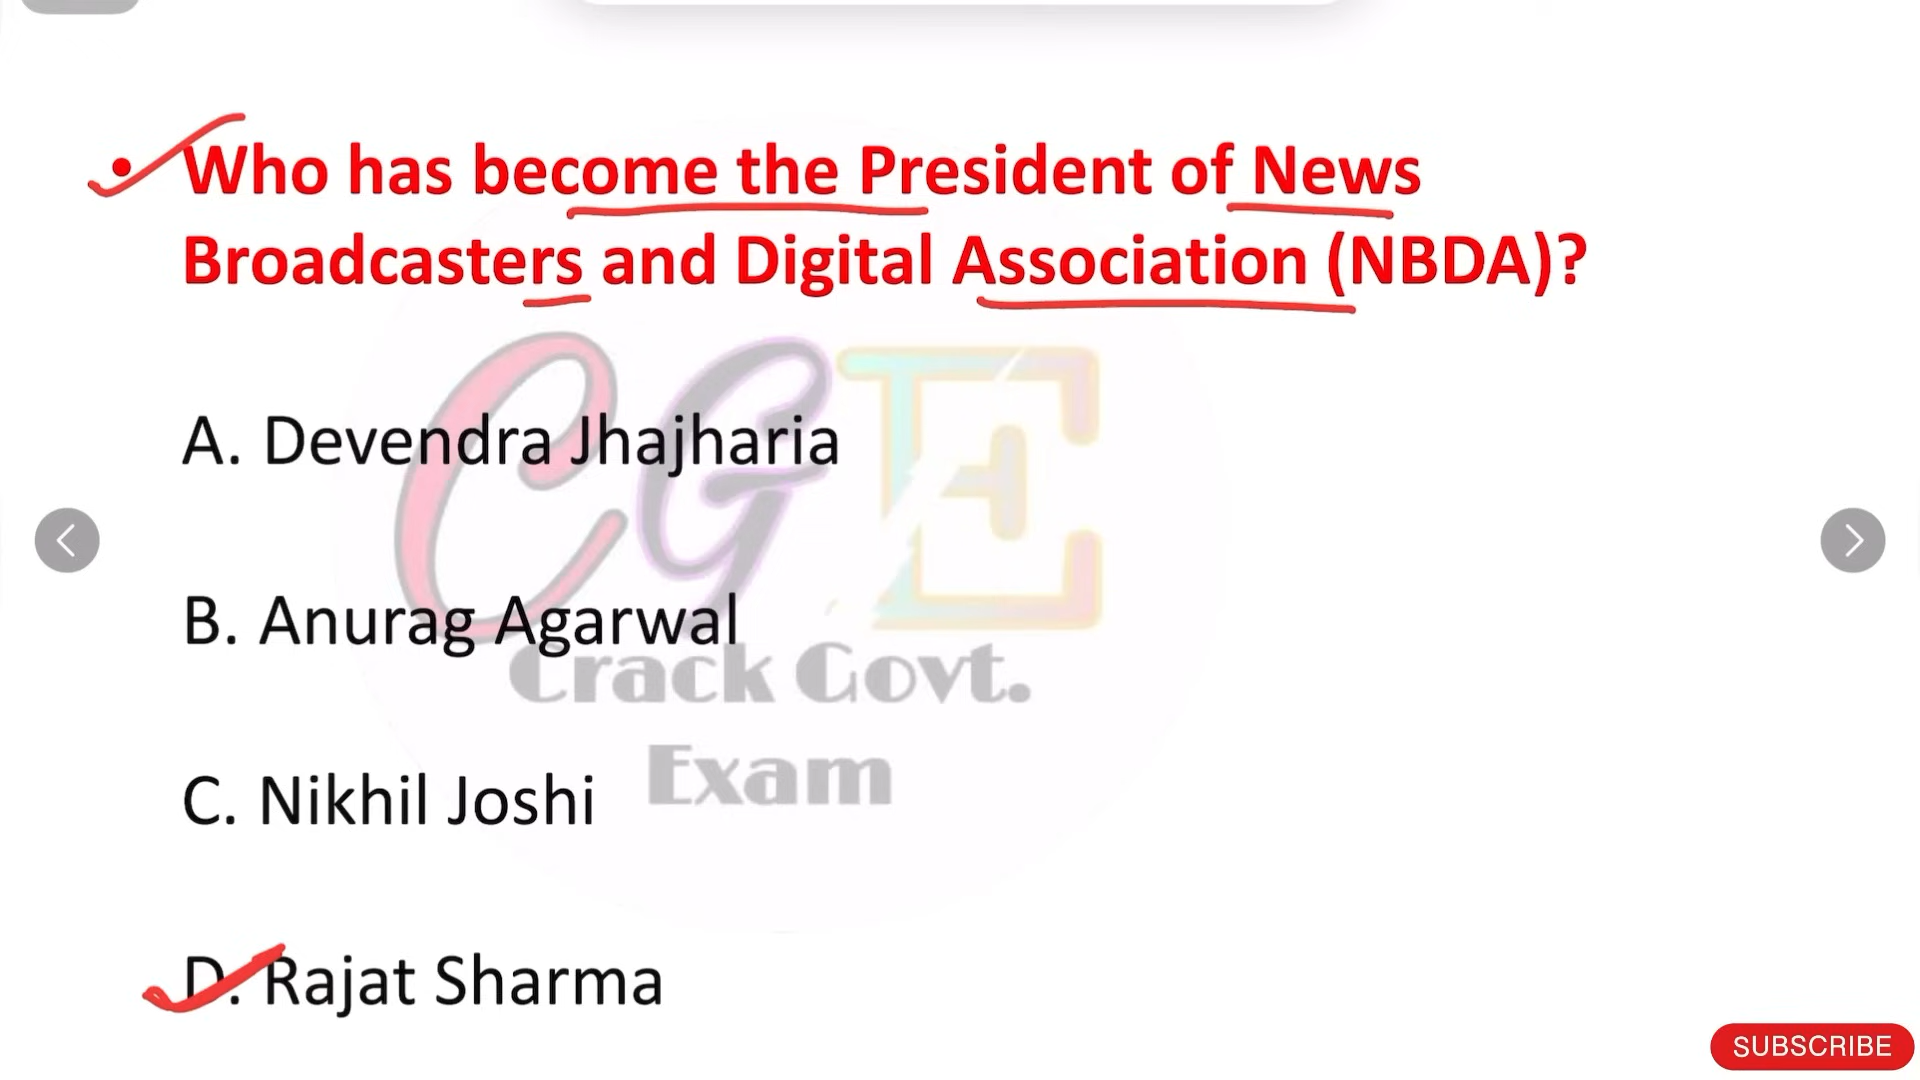 • Who has become the President of News
Broadcasters and Digital Association (NBDA)?
A. Devendra Jhajharia
B. Anurag Agarwal
C. Nikhil Joshi
D. Rajat Sharma
CGE
Crack Govt.
Exam
SUBSCRIBE